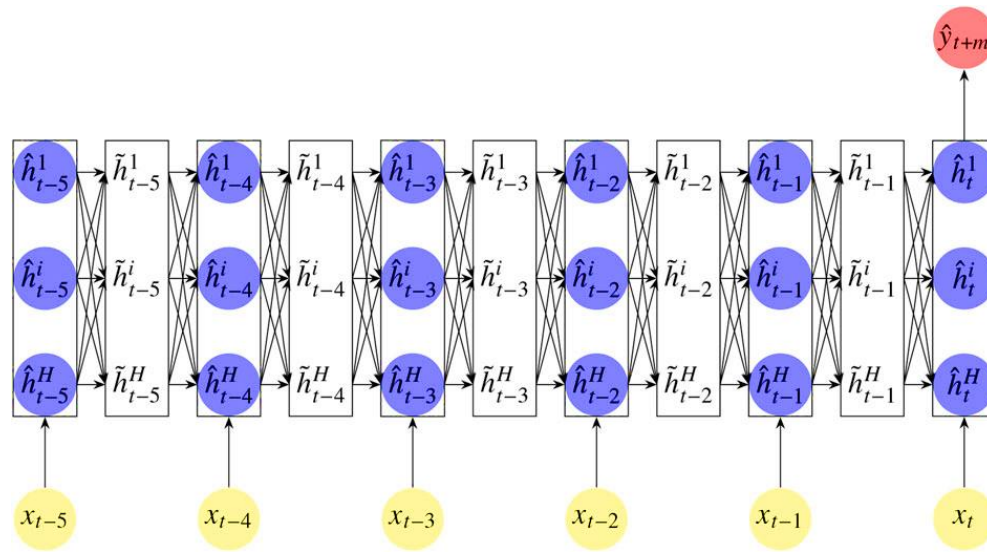 ŷ_{t+m}
ĥ^1_{t−5} h̃^1_{t−5} ĥ^1_{t−4} h̃^1_{t−4} ĥ^1_{t−3} h̃^1_{t−3} ĥ^1_{t−2} h̃^1_{t−2} ĥ^1_{t−1} h̃^1_{t−1} ĥ^1_t
ĥ^i_{t−5} h̃^i_{t−5} ĥ^i_{t−4} h̃^i_{t−4} ĥ^i_{t−3} h̃^i_{t−3} ĥ^i_{t−2} h̃^i_{t−2} ĥ^i_{t−1} h̃^i_{t−1} ĥ^i_t
ĥ^H_{t−5} h̃^H_{t−5} ĥ^H_{t−4} h̃^H_{t−4} ĥ^H_{t−3} h̃^H_{t−3} ĥ^H_{t−2} h̃^H_{t−2} ĥ^H_{t−1} h̃^H_{t−1} ĥ^H_t
x_{t−5} x_{t−4} x_{t−3} x_{t−2} x_{t−1} x_t